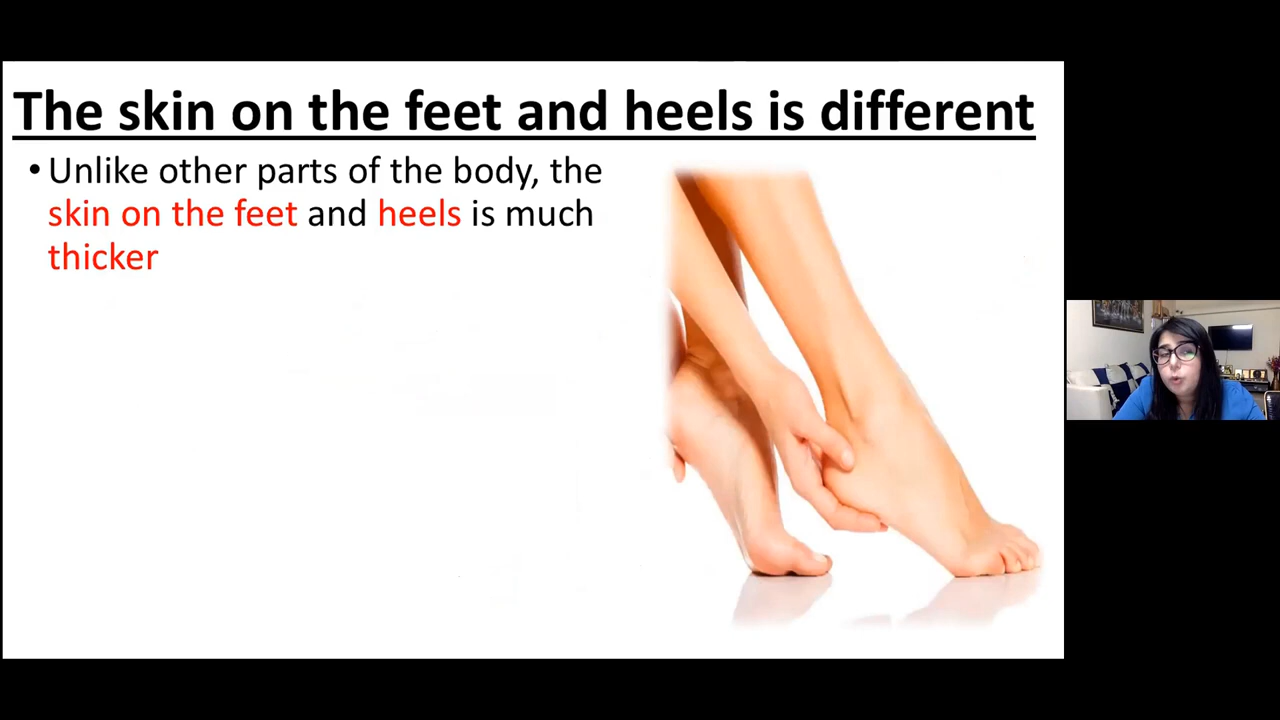 The skin on the feet and heels is different
• Unlike other parts of the body, the
skin on the feet and heels is much
thicker